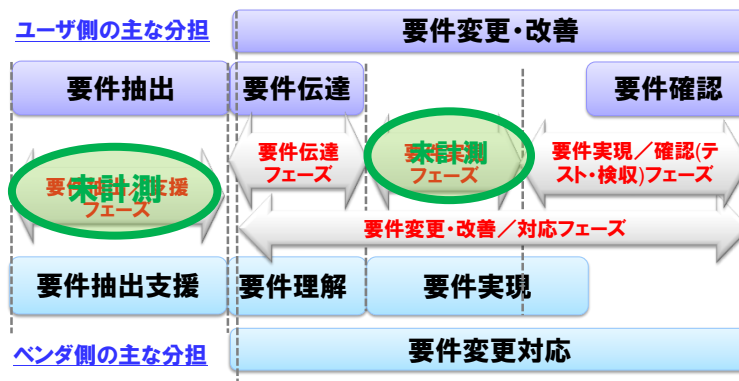 ユーザ側の主な分担
要件変更・改善
要件抽出
要件伝達
要件確認
要件伝達
フェーズ
未計測
フェーズ
要件実現／確認(テ
スト・検収)フェーズ
未計測
支援
フェーズ
要件変更・改善／対応フェーズ
要件抽出支援
要件理解
要件実現
ベンダ側の主な分担
要件変更対応